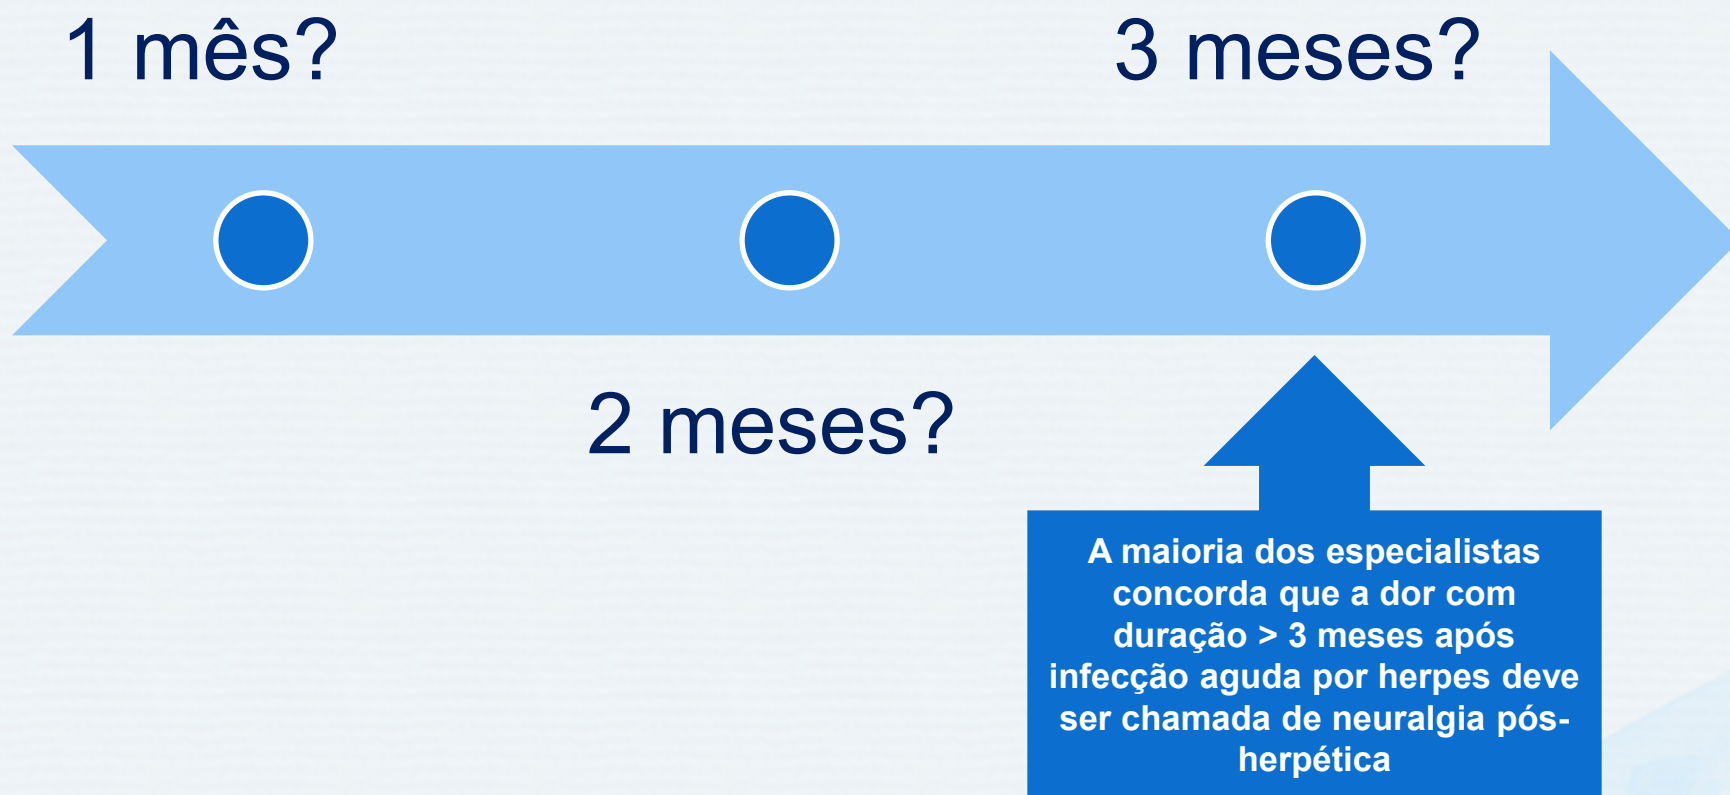 1 mês?
3 meses?
2 meses?
A maioria dos especialistas
concorda que a dor com
duração > 3 meses após
infecção aguda por herpes deve
ser chamada de neuralgia pós-
herpética